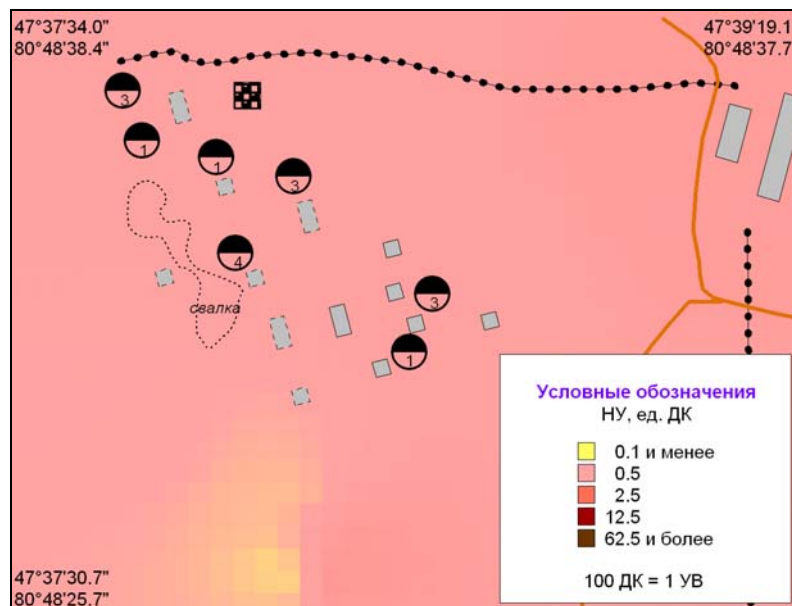 47°37'34.0"
80°48'38.4"
47°39'19.1
80°48'37.7
3
1
1
3
4
свалка
3
1
Условные обозначения
НУ, ед. ДК
0.1 и менее
0.5
2.5
12.5
62.5 и более
100 ДК = 1 УВ
47°37'30.7"
80°48'25.7"